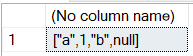 (No column name)
1 ["a",1,"b",null]